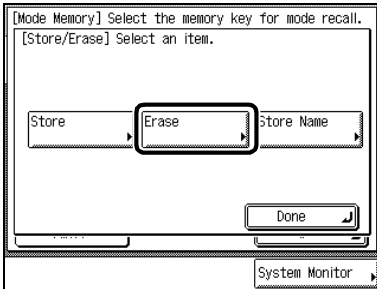 [Mode Memory] Select the memory key for mode recall.
[Store/Erase] Select an item.
Store Erase Store Name
Done
System Monitor